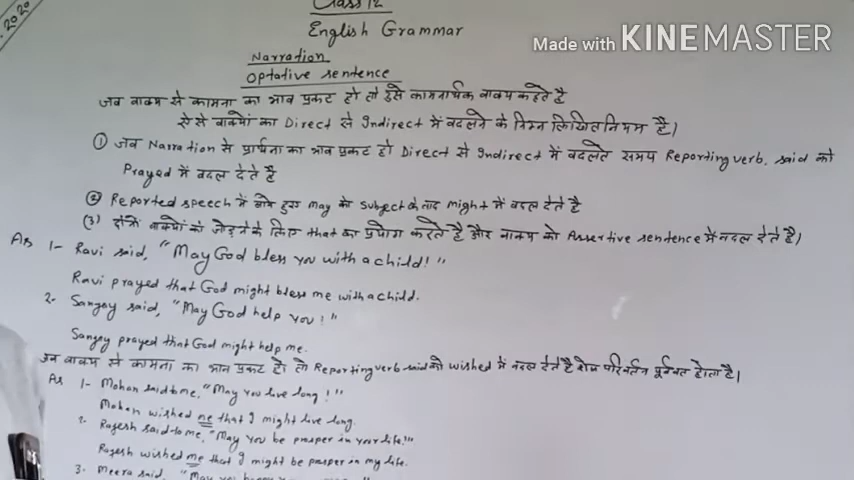 2020
Class 12
English Grammar
Made with KINEMASTER
Narration
Optative sentence
जब वाक्य से कामना का भाव प्रकट हो तो उसे कामनार्थक वाक्य कहते है
ऐसे वाक्यों का Direct से Indirect में बदलने के निम्न लिखित नियम है।
① जब Narration से प्रार्थना का भाव प्रकट हो Direct से Indirect में बदलते समय Reporting verb, said को
Prayed में बदल देते है
② Reported speech में हुए may को subject के बाद might में बदल देते है
(3) दोनों वाक्यों को जोड़ने के लिए that का प्रयोग करते है और वाक्य को Assertive sentence में बदल देते है।
As 1- Ravi said, "May God bless you with a child!"
Ravi prayed that God might bless me with a child.
2- Sanjay said, "May God help you!"
Sanjay prayed that God might help me.
जब वाक्य से कामना का भाव प्रकट हो तो Reporting verb said को wished में बदल देते है शेष परिवर्तन पूर्ववत होता है।
As 1- Mohan said to me, "May you live long!"
Mohan wished me that I might live long.
2- Rajesh said to me, "May you be prosper in your life!"
Rajesh wished me that I might be prosper in my life.
3- Meera said, "May you